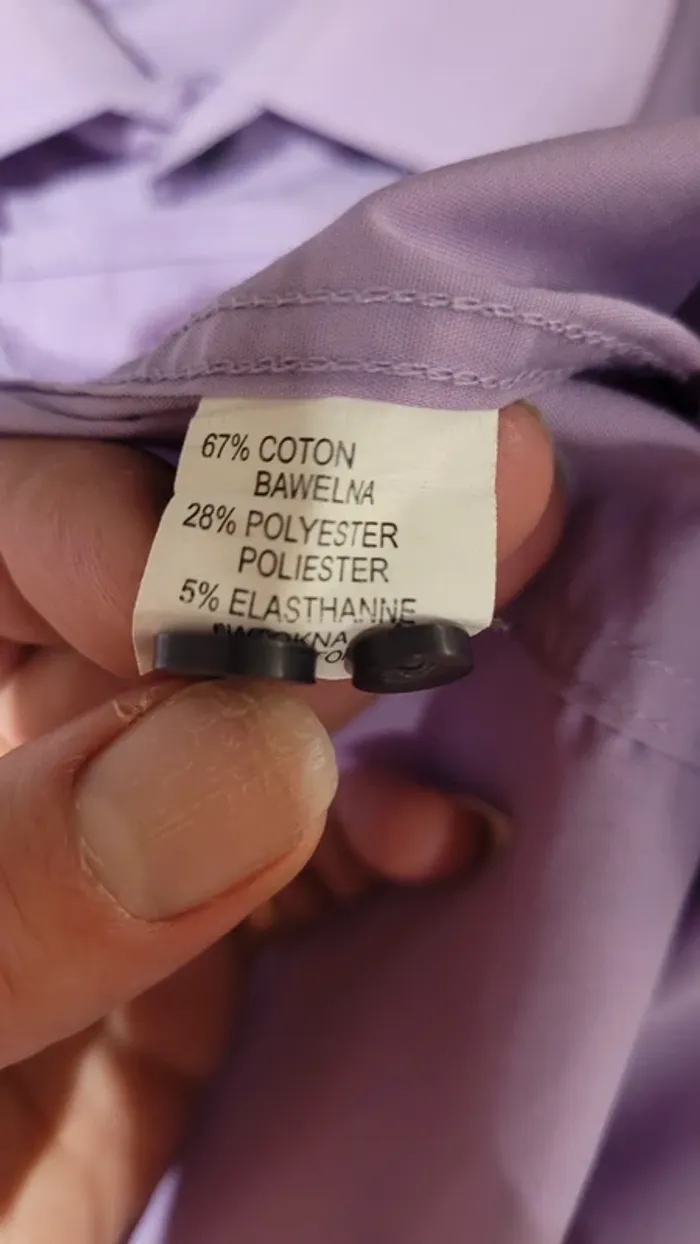 67% COTON
BAWELNA
28% POLYESTER
POLIESTER
5% ELASTHANNE